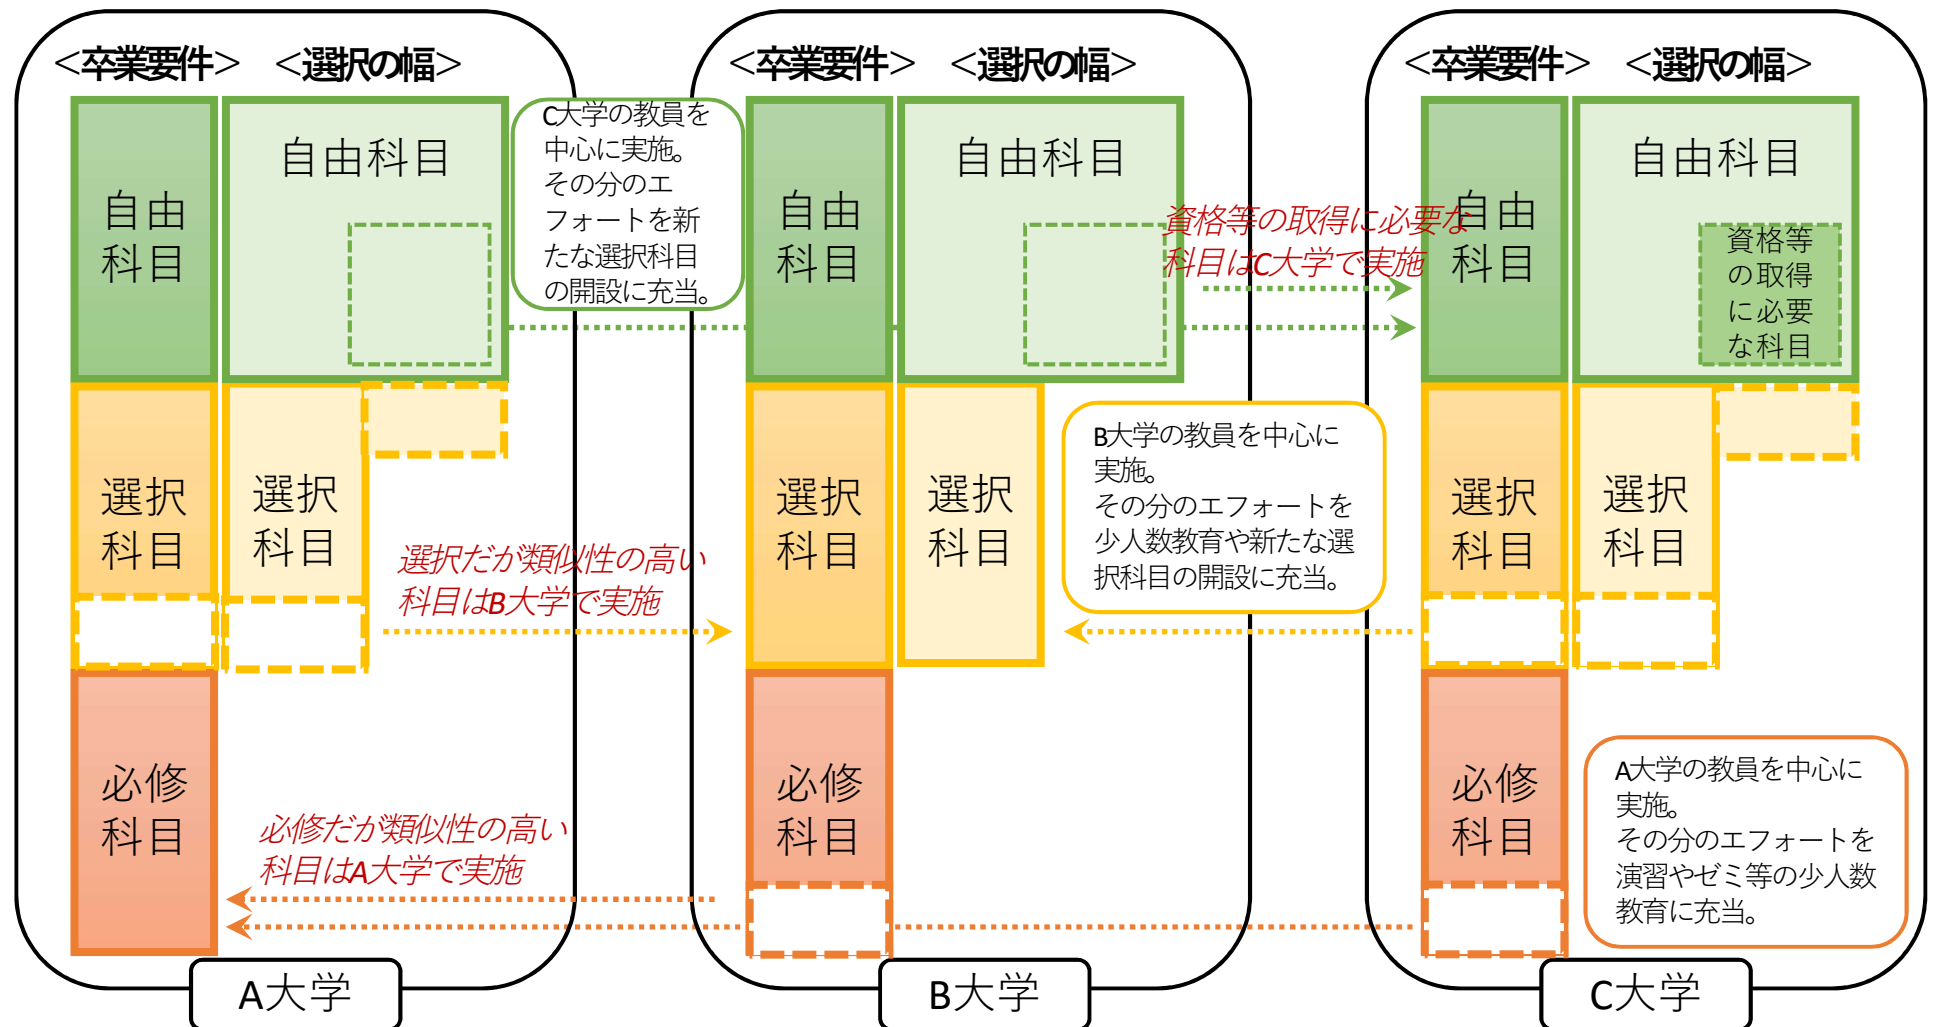 <卒業要件>
<選択の幅>
自由
科目
自由科目
選択
科目
選択
科目
必修
科目
A大学
C大学の教員を
中心に実施。
その分のエ
フォートを新
たな選択科目
の開設に充当。
選択だが類似性の高い
科目はB大学で実施
必修だが類似性の高い
科目はA大学で実施
<卒業要件>
<選択の幅>
自由
科目
自由科目
選択
科目
選択
科目
必修
科目
B大学
資格等の取得に必要な
科目はC大学で実施
B大学の教員を中心に
実施。
その分のエフォートを
少人数教育や新たな選
択科目の開設に充当。
<卒業要件>
<選択の幅>
自由
科目
自由科目
資格等
の取得
に必要
な科目
選択
科目
選択
科目
必修
科目
A大学の教員を中心に
実施。
その分のエフォートを
演習やゼミ等の少人数
教育に充当。
C大学